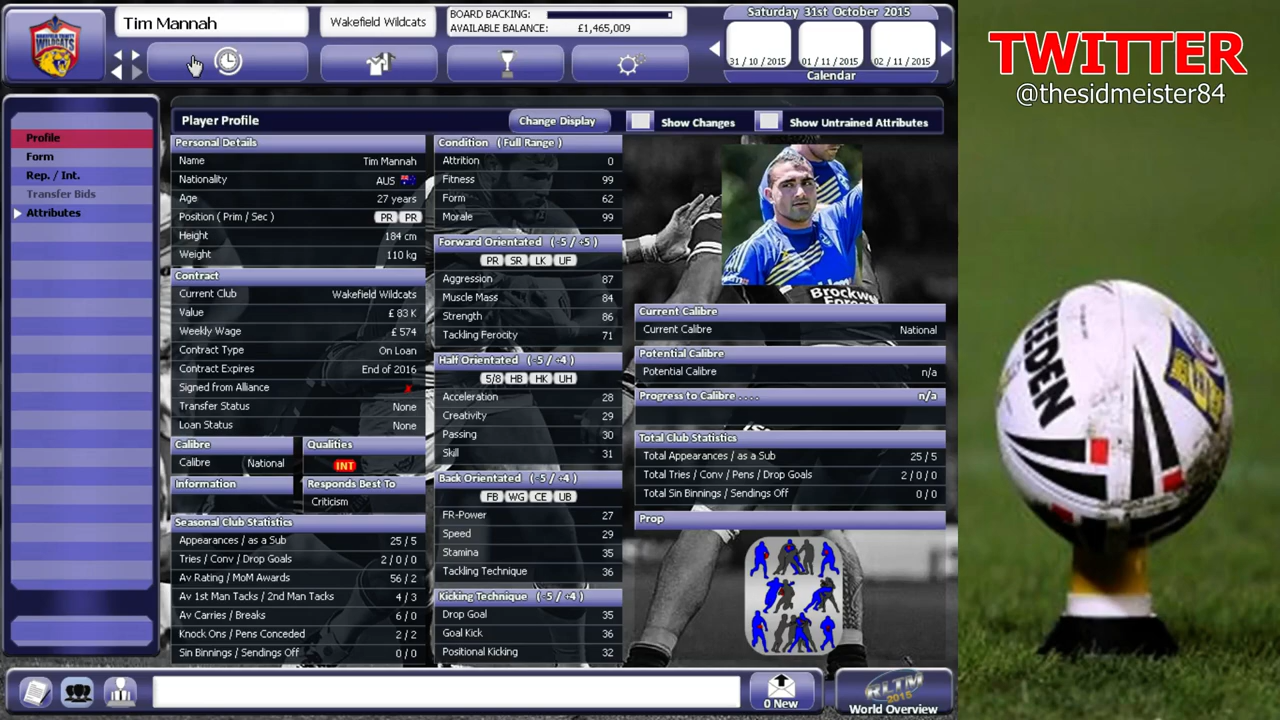 Tim Mannah
Wakefield Wildcats
BOARD BACKING:
AVAILABLE BALANCE: £1,465,009
Saturday 31st October 2015
31 / 10 / 2015 01 / 11 / 2015 02 / 11 / 2015
Calendar
TWITTER
@thesidmeister84
WILDCATS
Profile
Form
Rep. / Int.
Transfer Bids
Attributes
Player Profile
Change Display
Show Changes
Show Untrained Attributes
Personal Details
Name Tim Mannah
Nationality AUS
Age 27 years
Position ( Prim / Sec ) PR PR
Height 184 cm
Weight 110 kg
Contract
Current Club Wakefield Wildcats
Value £ 83 K
Weekly Wage £ 574
Contract Type On Loan
Contract Expires End of 2016
Signed from Alliance x
Transfer Status None
Loan Status None
Calibre
Calibre National
Qualities
INT
Information
Responds Best To
Criticism
Seasonal Club Statistics
Appearances / as a Sub 25 / 5
Tries / Conv / Drop Goals 2 / 0 / 0
Av Rating / MoM Awards 56 / 2
Av 1st Man Tacks / 2nd Man Tacks 4 / 3
Av Carries / Breaks 6 / 0
Knock Ons / Pens Conceded 2 / 2
Sin Binnings / Sendings Off 0 / 0
Condition ( Full Range )
Attrition 0
Fitness 99
Form 62
Morale 99
Forward Orientated (-5 / +5 )
PR SR LK UF
Aggression 87
Muscle Mass 84
Strength 86
Tackling Ferocity 71
Half Orientated (-5 / +4 )
5/8 HB HK UH
Acceleration 28
Creativity 29
Passing 30
Skill 31
Back Orientated (-5 / +4 )
FB WG CE UB
FR-Power 27
Speed 29
Stamina 35
Tackling Technique 36
Kicking Technique (-5 / +4 )
Drop Goal 35
Goal Kick 36
Positional Kicking 32
Current Calibre
Current Calibre National
Potential Calibre
Potential Calibre n/a
Progress to Calibre . . . . n/a
Total Club Statistics
Total Appearances / as a Sub 25 / 5
Total Tries / Conv / Pens / Drop Goals 2 / 0 / 0
Total Sin Binnings / Sendings Off 0 / 0
Prop
0 New
RLTM
2015
World Overview
STEEDEN